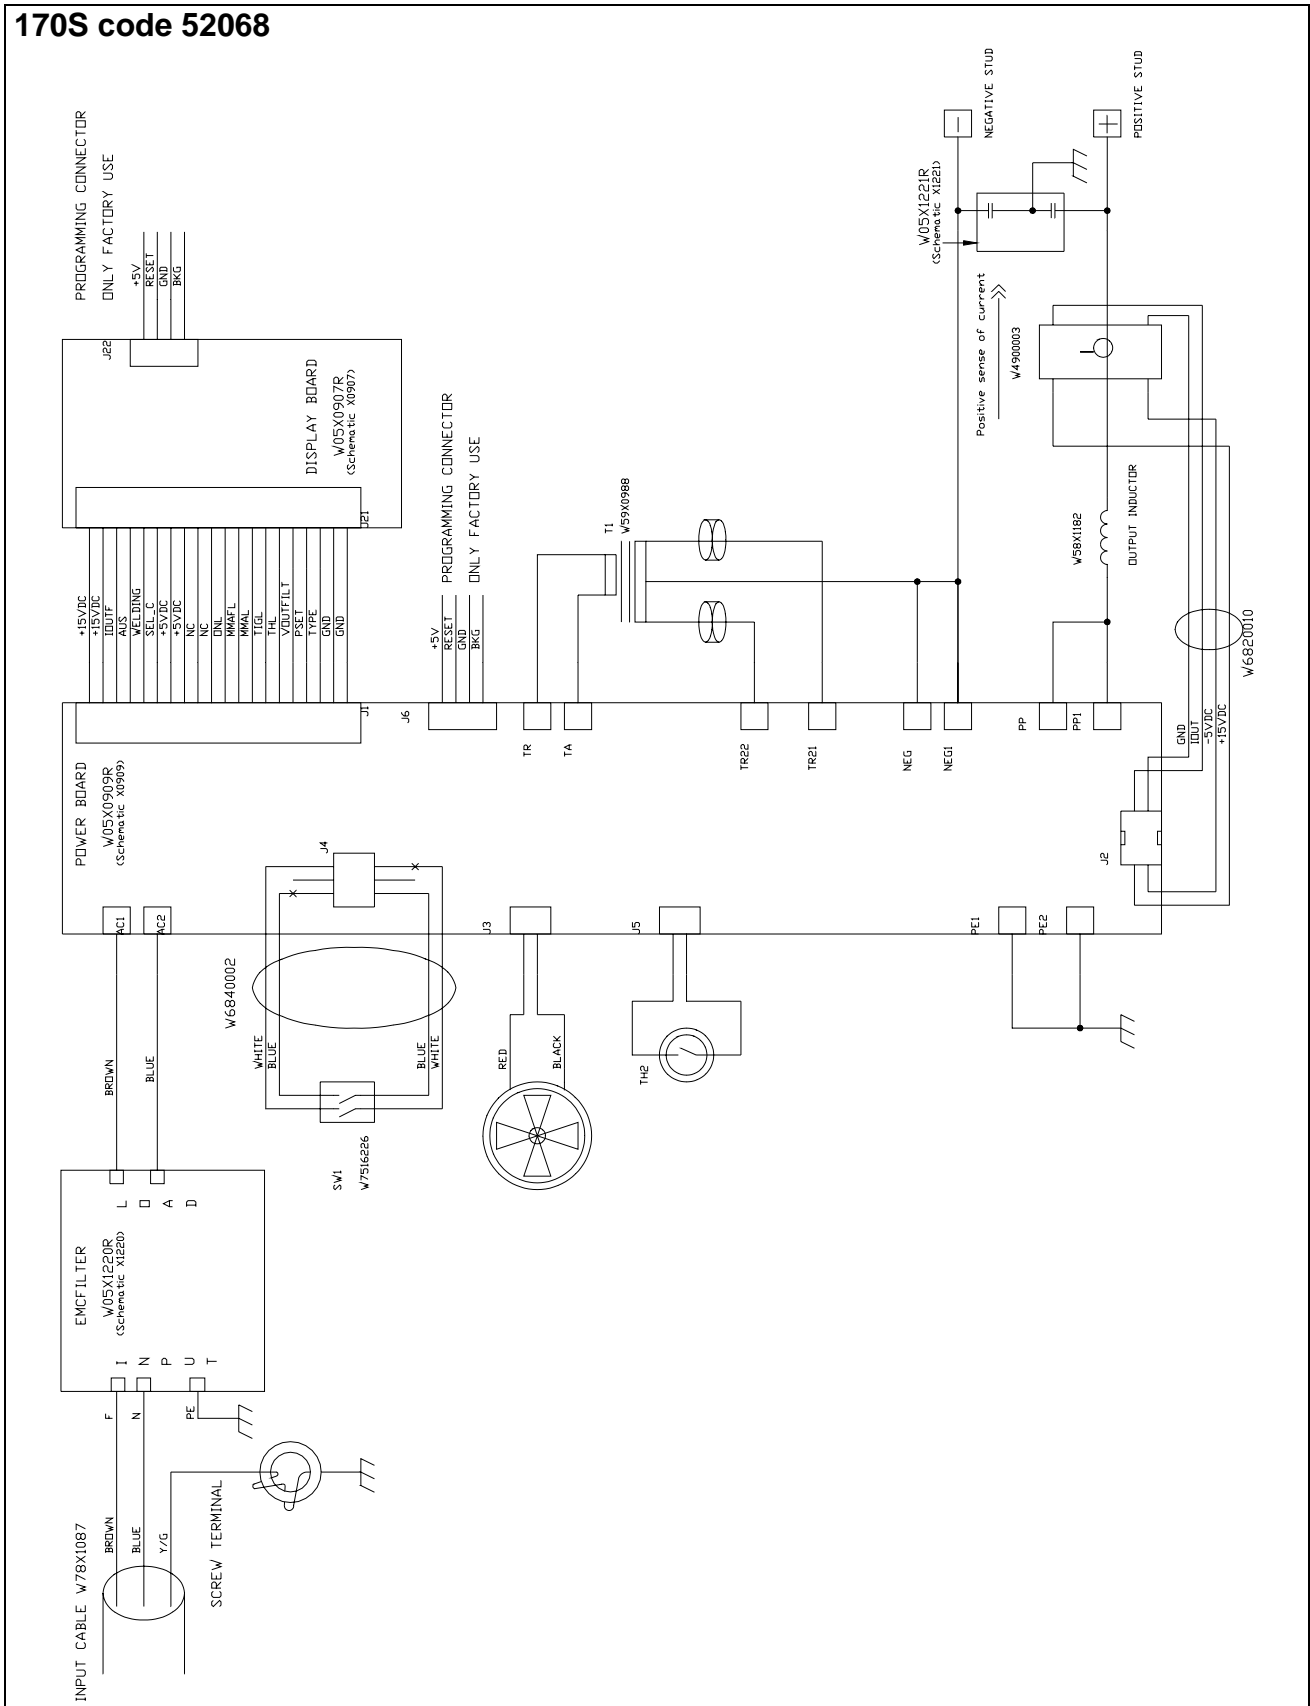 170S code 52068
PROGRAMMING CONNECTOR
ONLY FACTORY USE
+5V
RESET
GND
BKG
J22
DISPLAY BOARD
W05X0907R
(Schematic X0907)
J21
+15VDC
+15VDC
IOUTF
AUS
WELDING
SEL_C
+5VDC
+5VDC
NC
NC
ONL
MMAFL
MMAL
TIGL
THL
VOUTFILT
PSET
TYPE
GND
GND
J1
PROGRAMMING CONNECTOR
ONLY FACTORY USE
+5V
RESET
GND
BKG
J6
T1
W59X0988
TR
TA
TR22
TR21
NEG
NEG1
PP
PP1
NEGATIVE STUD
-
POSITIVE STUD
+
W05X1221R
(Schematic X1221)
Positive sense of current
W4900003
W58X1182
OUTPUT INDUCTOR
W6820010
GND
IOUT
-5VDC
+15VDC
J2
POWER BOARD
W05X0909R
(Schematic X0909)
AC1
AC2
J4
J3
J5
PE1
PE2
W6840002
WHITE
BLUE
BLUE
WHITE
SW1
W7516226
RED
BLACK
TH2
BROWN
BLUE
LOAD
EMCFILTER
W05X1220R
(Schematic X1220)
INPUT
F
N
PE
BROWN
BLUE
Y/G
SCREW TERMINAL
INPUT CABLE W78X1087